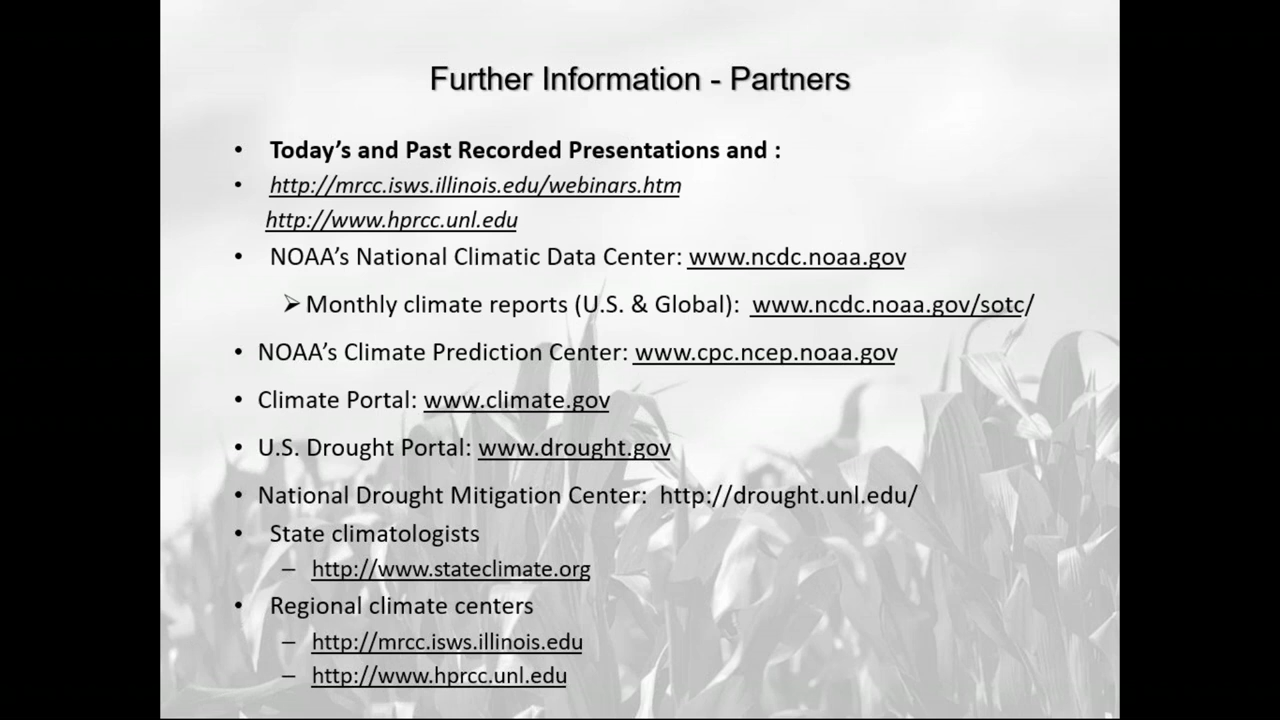 Further Information - Partners
• Today's and Past Recorded Presentations and :
• http://mrcc.isws.illinois.edu/webinars.htm
http://www.hprcc.unl.edu
• NOAA's National Climatic Data Center: www.ncdc.noaa.gov
➢ Monthly climate reports (U.S. & Global): www.ncdc.noaa.gov/sotc/
• NOAA's Climate Prediction Center: www.cpc.ncep.noaa.gov
• Climate Portal: www.climate.gov
• U.S. Drought Portal: www.drought.gov
• National Drought Mitigation Center: http://drought.unl.edu/
• State climatologists
– http://www.stateclimate.org
• Regional climate centers
– http://mrcc.isws.illinois.edu
– http://www.hprcc.unl.edu